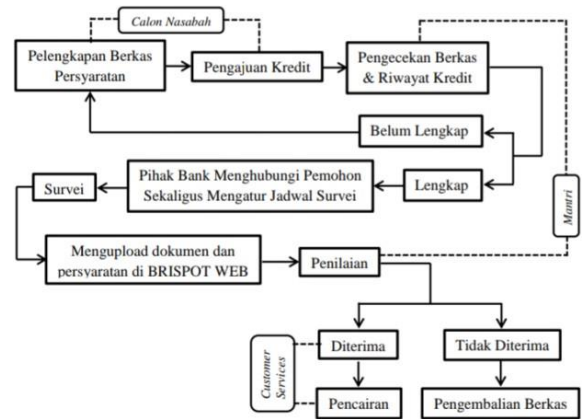 Calon Nasabah
Pelengkapan Berkas
Persyaratan
Pengajuan Kredit
Pengecekan Berkas
& Riwayat Kredit
Belum Lengkap
Lengkap
Pihak Bank Menghubungi Pemohon
Sekaligus Mengatur Jadwal Survei
Survei
Mantri
Mengupload dokumen dan
persyaratan di BRISPOT WEB
Penilaian
Diterima
Tidak Diterima
Customer
Services
Pencairan
Pengembalian Berkas